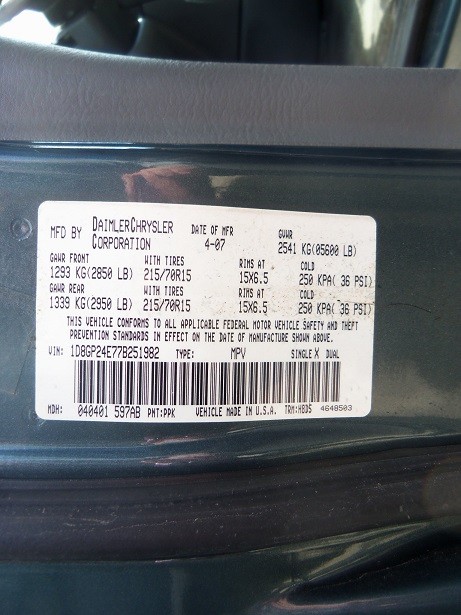 MFD BY DAIMLERCHRYSLER CORPORATION DATE OF MFR 4-07 GVWR 2541 KG(05600 LB)
GAWR FRONT WITH TIRES RIMS AT COLD
1293 KG(2850 LB) 215/70R15 15X6.5 250 KPA( 36 PSI)
GAWR REAR WITH TIRES RIMS AT COLD
1339 KG(2950 LB) 215/70R15 15X6.5 250 KPA( 36 PSI)
THIS VEHICLE CONFORMS TO ALL APPLICABLE FEDERAL MOTOR VEHICLE SAFETY AND THEFT
PREVENTION STANDARDS IN EFFECT ON THE DATE OF MANUFACTURE SHOWN ABOVE.
VIN: 1D8GP24E77B251982 TYPE: MPV SINGLE X DUAL
MDH: 040401 597AB PNT:PPK VEHICLE MADE IN U.S.A. TRM:H8D5 4648503